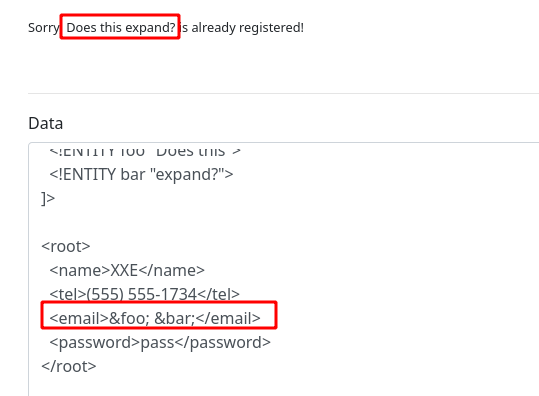 Sorry Does this expand? is already registered!
Data
<!ENTITY foo "Does this">
<!ENTITY bar "expand?">
]>
<root>
<name>XXE</name>
<tel>(555) 555-1734</tel>
<email>&foo; &bar;</email>
<password>pass</password>
</root>